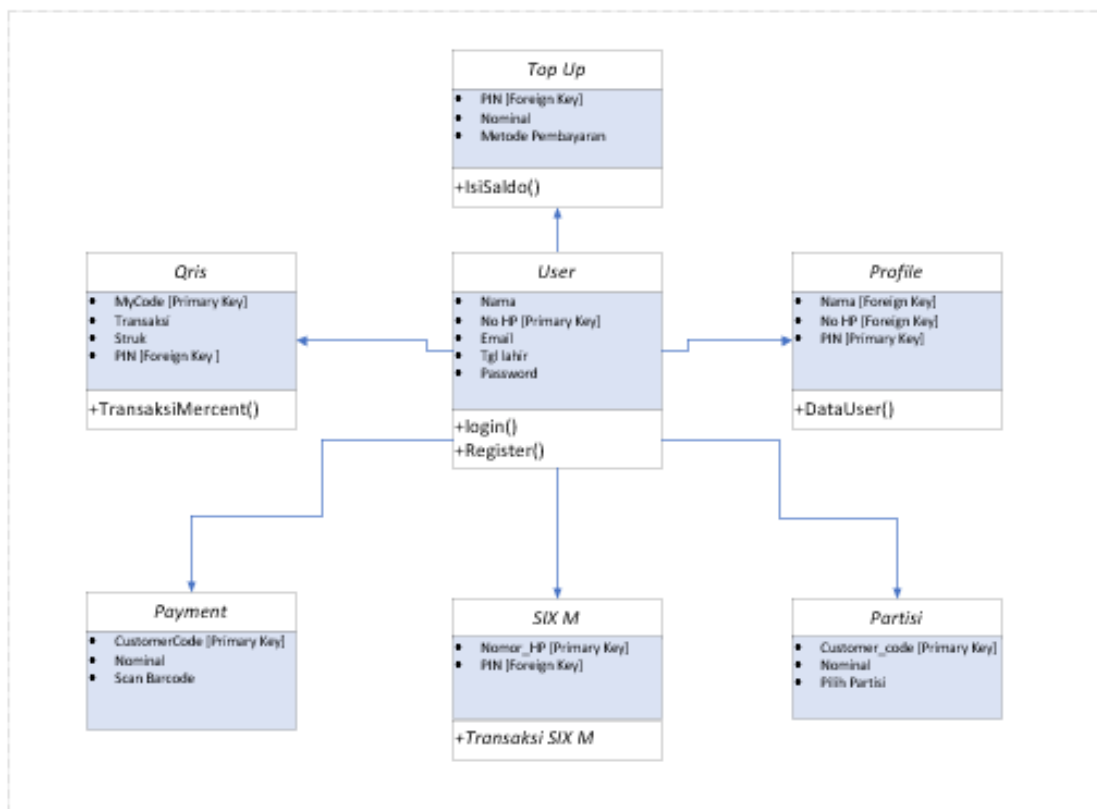 Top Up
PIN [Foreign Key]
Nominal
Metode Pembayaran
+IsiSaldo()
Qris
MyCode [Primary Key]
Transaksi
Struk
PIN [Foreign Key ]
+TransaksiMercent()
User
Nama
No HP [Primary Key]
Email
Tgl lahir
Password
+login()
+Register()
Profile
Nama [Foreign Key]
No HP [Foreign Key]
PIN [Primary Key]
+DataUser()
Payment
CustomerCode [Primary Key]
Nominal
Scan Barcode
SIX M
Nomor_HP [Primary Key]
PIN [Foreign Key]
+Transaksi SIX M
Partisi
Customer_code [Primary Key]
Nominal
Pilih Partisi